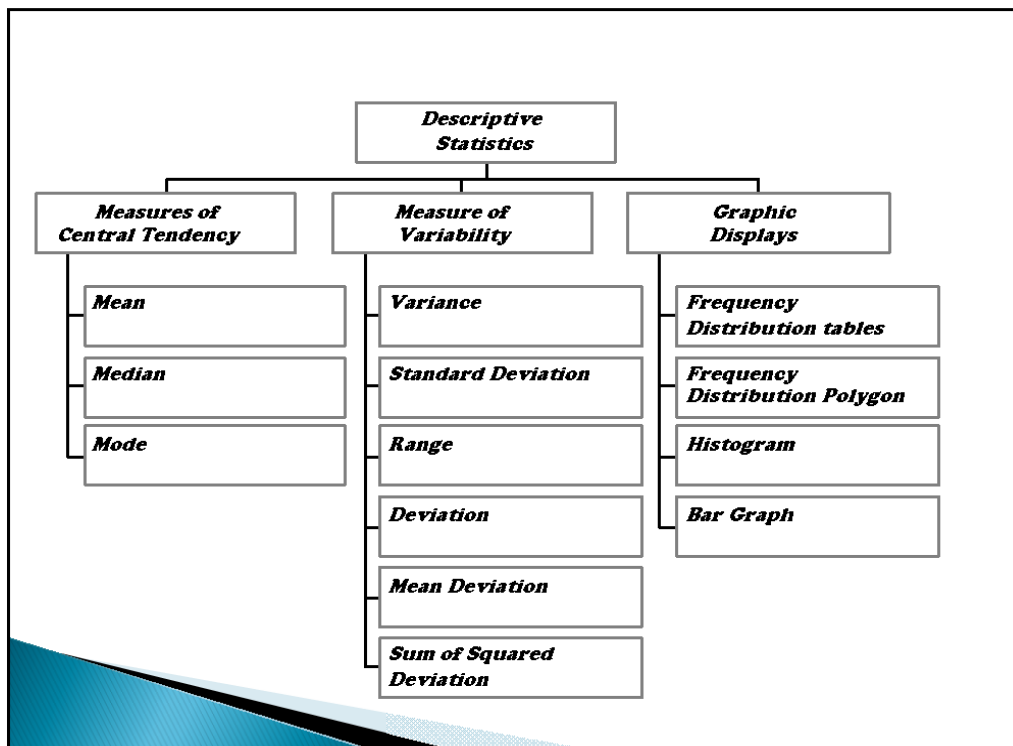 Descriptive
Statistics
Measures of
Central Tendency
Mean
Median
Mode
Measure of
Variability
Variance
Standard Deviation
Range
Deviation
Mean Deviation
Sum of Squared
Deviation
Graphic
Displays
Frequency
Distribution tables
Frequency
Distribution Polygon
Histogram
Bar Graph